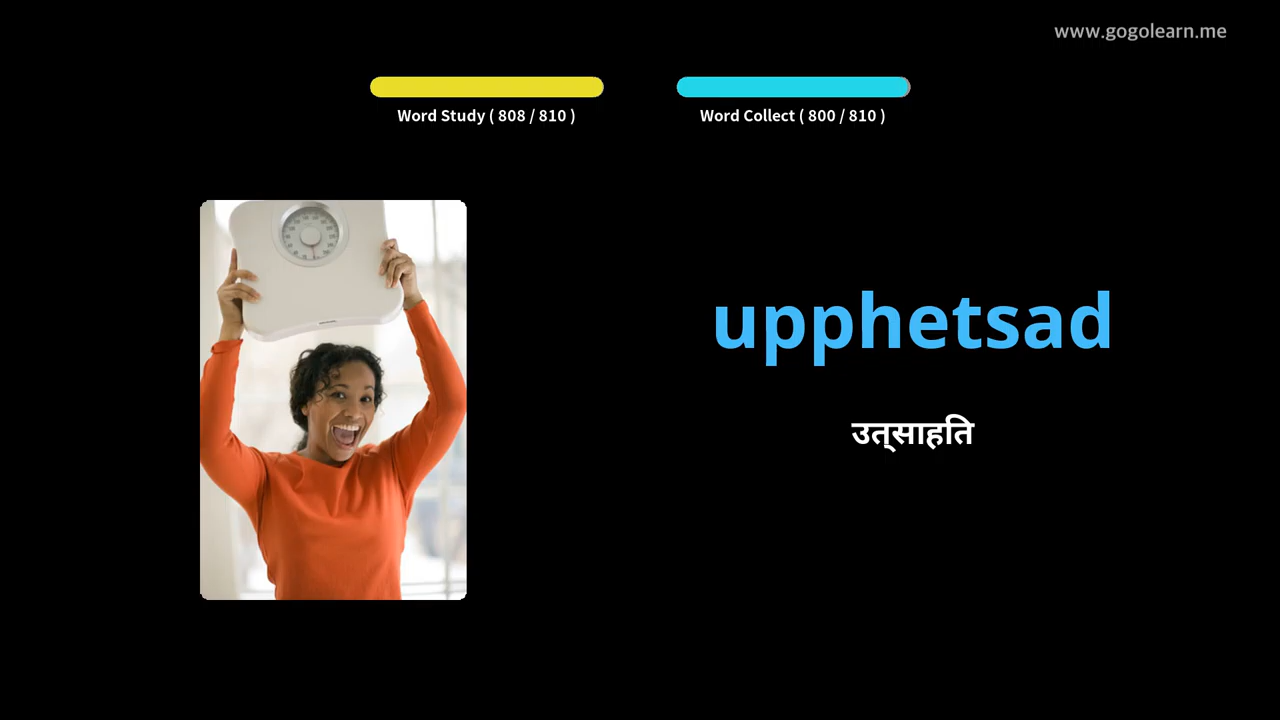 www.gogolearn.me
Word Study ( 808 / 810 )
Word Collect ( 800 / 810 )
upphetsad
उत्साहति